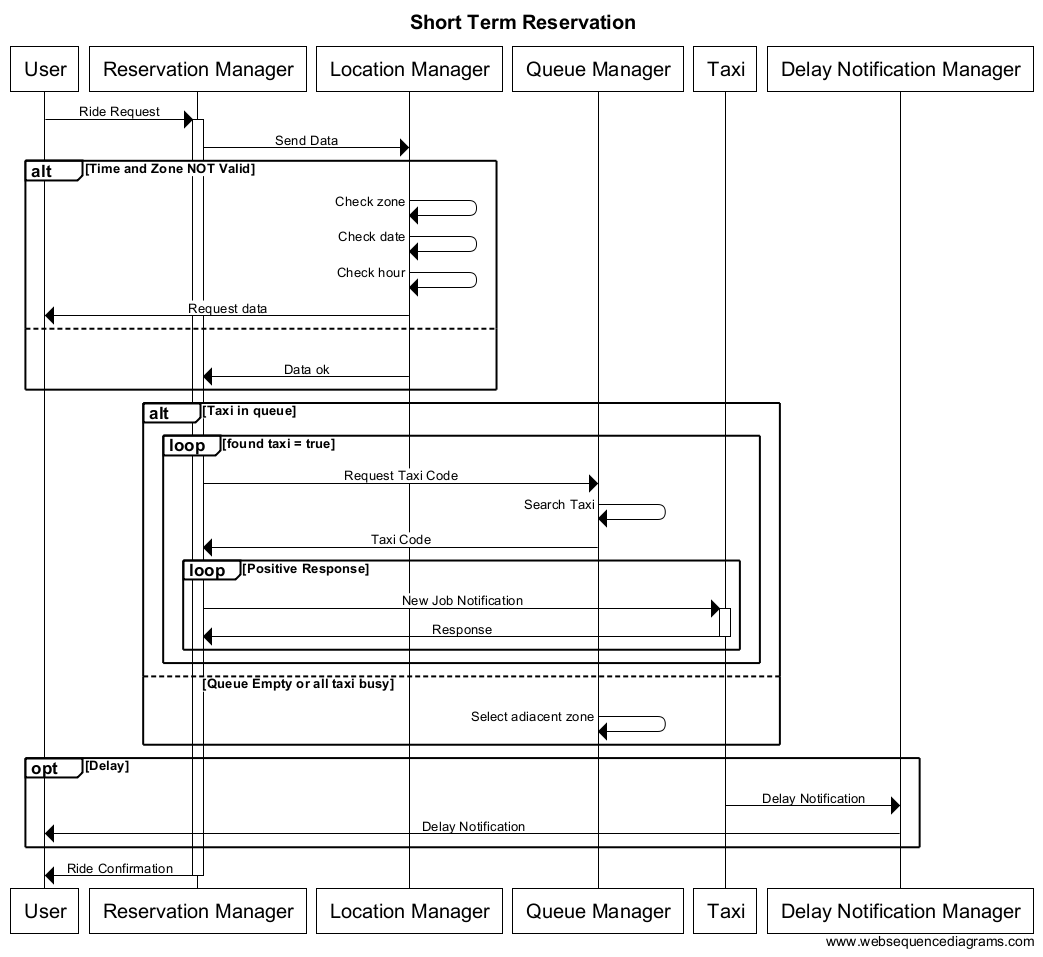 Short Term Reservation
User Reservation Manager Location Manager Queue Manager Taxi Delay Notification Manager
Ride Request
Send Data
alt [Time and Zone NOT Valid]
Check zone
Check date
Check hour
Request data
Data ok
alt [Taxi in queue]
loop [found taxi = true]
Request Taxi Code
Search Taxi
Taxi Code
loop [Positive Response]
New Job Notification
Response
[Queue Empty or all taxi busy]
Select adiacent zone
opt [Delay]
Delay Notification
Delay Notification
Ride Confirmation
User Reservation Manager Location Manager Queue Manager Taxi Delay Notification Manager
www.websequencediagrams.com